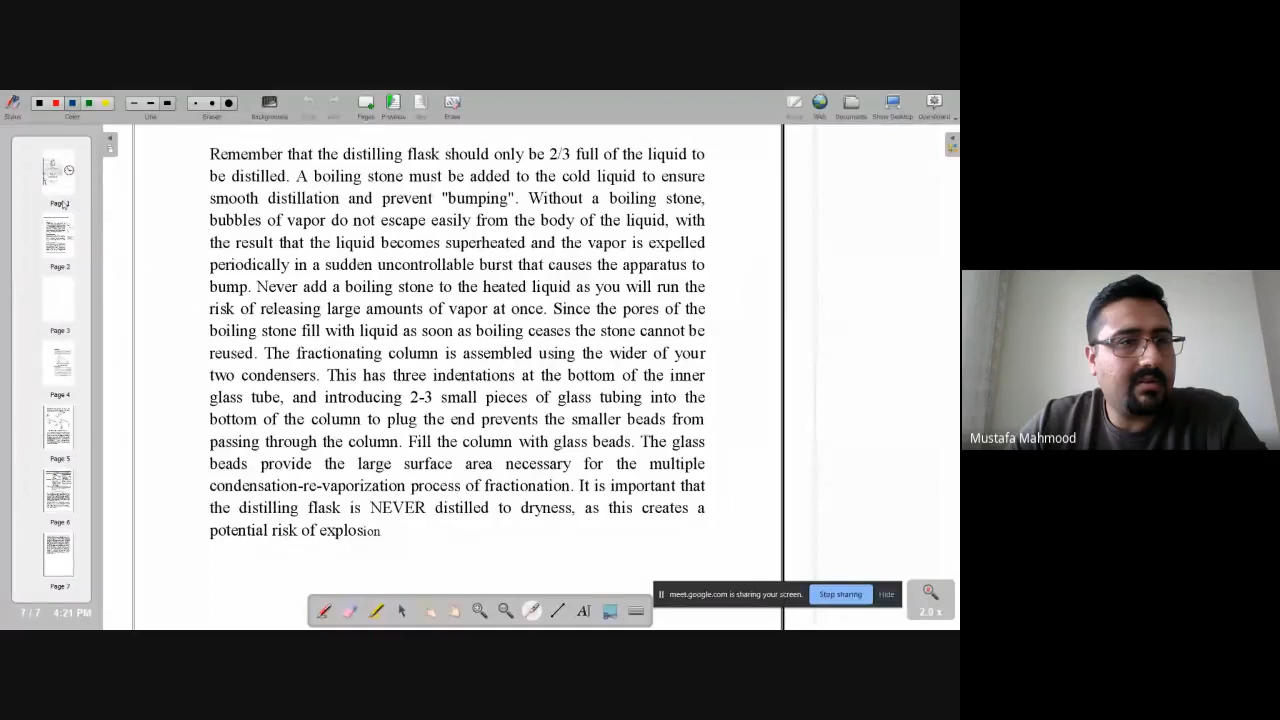 Stylus
Color
Line
Eraser
Backgrounds
Pages
Previous
Erase
Web
Documents
Show Desktop
OpenBoard
Remember that the distilling flask should only be 2/3 full of the liquid to
be distilled. A boiling stone must be added to the cold liquid to ensure
smooth distillation and prevent "bumping". Without a boiling stone,
bubbles of vapor do not escape easily from the body of the liquid, with
the result that the liquid becomes superheated and the vapor is expelled
periodically in a sudden uncontrollable burst that causes the apparatus to
bump. Never add a boiling stone to the heated liquid as you will run the
risk of releasing large amounts of vapor at once. Since the pores of the
boiling stone fill with liquid as soon as boiling ceases the stone cannot be
reused. The fractionating column is assembled using the wider of your
two condensers. This has three indentations at the bottom of the inner
glass tube, and introducing 2-3 small pieces of glass tubing into the
bottom of the column to plug the end prevents the smaller beads from
passing through the column. Fill the column with glass beads. The glass
beads provide the large surface area necessary for the multiple
condensation-re-vaporization process of fractionation. It is important that
the distilling flask is NEVER distilled to dryness, as this creates a
potential risk of explosion
Page 1
Page 2
Page 3
Page 4
Page 5
Page 6
Page 7
7 / 7 4:21 PM
meet.google.com is sharing your screen.
Stop sharing
Hide
2.0 x
Mustafa Mahmood